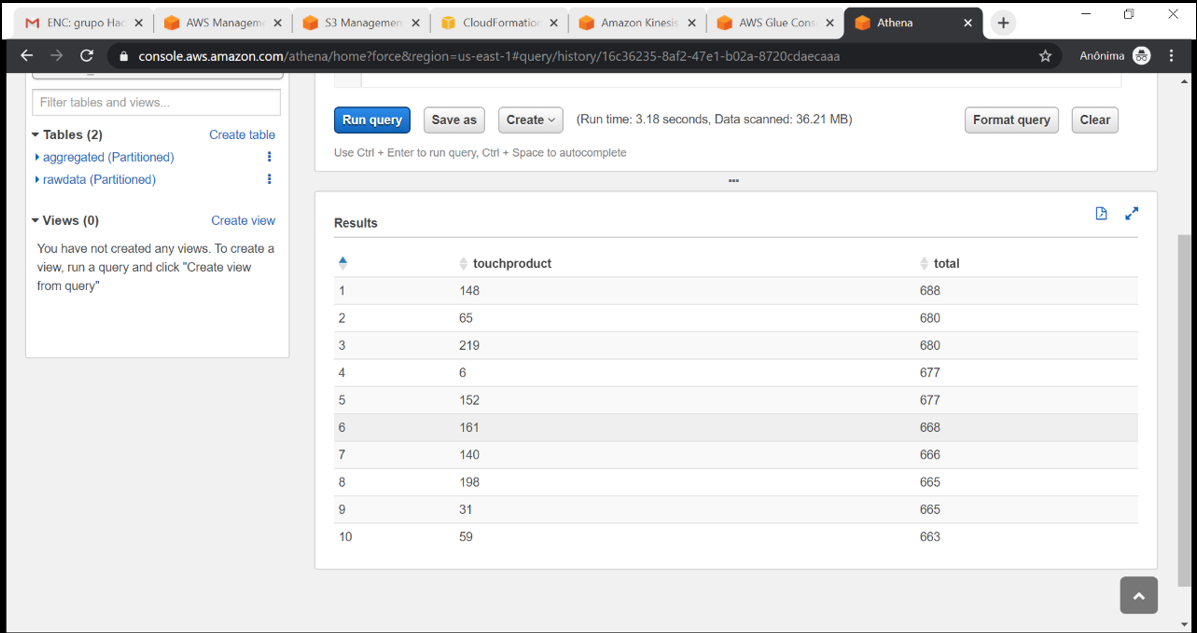 ENC: grupo Hac
AWS Manageme
S3 Management
CloudFormation
Amazon Kinesis
AWS Glue Cons
Athena
console.aws.amazon.com/athena/home?force&region=us-east-1#query/history/16c36235-8af2-47e1-b02a-8720cdaecaaa
Anônima
Filter tables and views...
Tables (2) Create table
aggregated (Partitioned)
rawdata (Partitioned)
Views (0) Create view
You have not created any views. To create a
view, run a query and click "Create view
from query"
Run query Save as Create (Run time: 3.18 seconds, Data scanned: 36.21 MB) Format query Clear
Use Ctrl + Enter to run query, Ctrl + Space to autocomplete
Results
touchproduct total
1 148 688
2 65 680
3 219 680
4 6 677
5 152 677
6 161 668
7 140 666
8 198 665
9 31 665
10 59 663